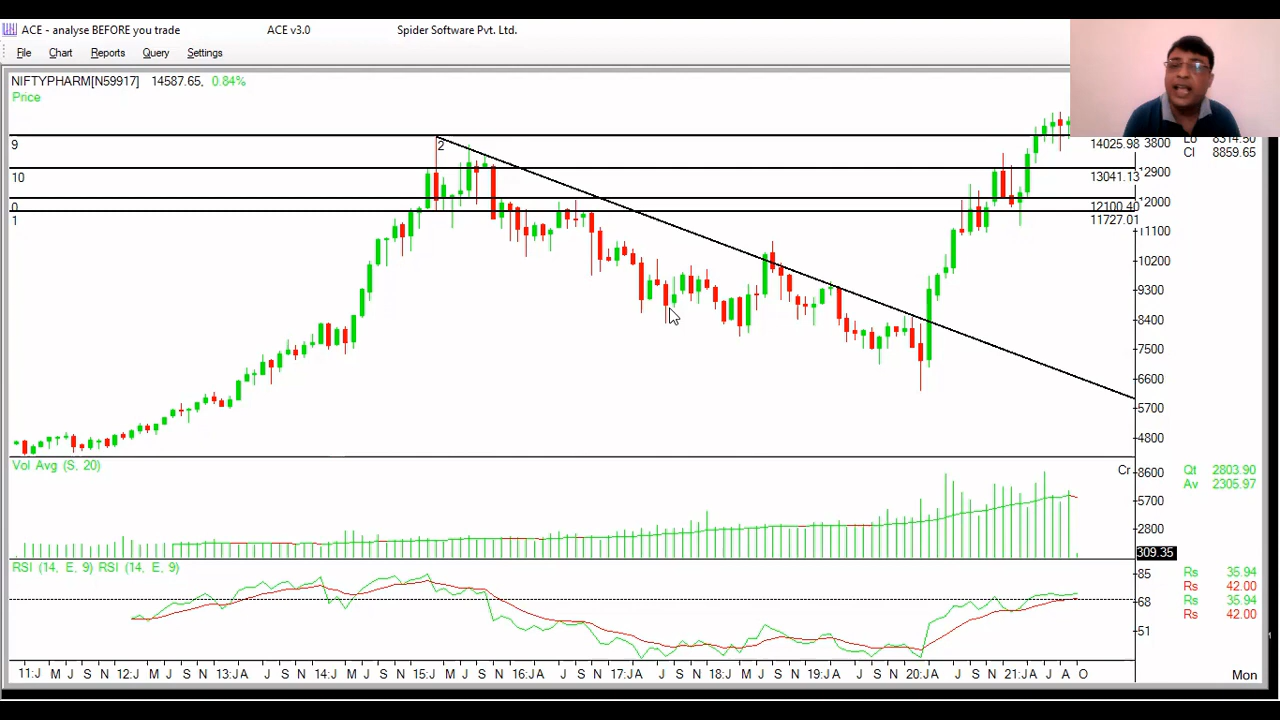 ACE - analyse BEFORE you trade ACE v3.0 Spider Software Pvt. Ltd.
File Chart Reports Query Settings
NIFTYPHARM[N59917] 14587.65, 0.84%
Price
2
9
10
0
1
14025.98
13041.13
12100.40
11727.01
3800
12900
12000
11100
10200
9300
8400
7500
6600
5700
4800
Lo 8314.50
Cl 8859.65
Vol Avg (S, 20)
Cr
8600
5700
2800
309.35
Qt 2803.90
Av 2305.97
RSI (14, E, 9) RSI (14, E, 9)
85
68
51
Rs 35.94
Rs 42.00
Rs 35.94
Rs 42.00
11:J M J S N 12:J M J S N 13:JA J S N 14:J M J S N 15:J M J S N 16:J M J S N 17:JA J S N 18:J M J S N 19:JA J S N 20:JA J S N 21:JA J A O
Mon